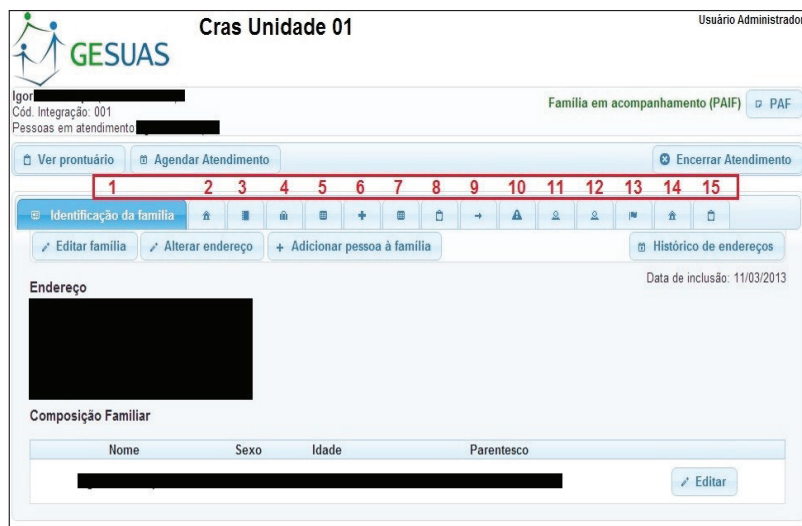 Cras Unidade 01
Usuário Administrador
GESUAS
Igor
Cód. Integração: 001
Pessoas em atendimento:
Família em acompanhamento (PAIF)
PAF
Ver prontuário
Agendar Atendimento
Encerrar Atendimento
1 2 3 4 5 6 7 8 9 10 11 12 13 14 15
Identificação da família
Editar família
Alterar endereço
Adicionar pessoa à família
Histórico de endereços
Data de inclusão: 11/03/2013
Endereço
Composição Familiar
Nome Sexo Idade Parentesco
Editar